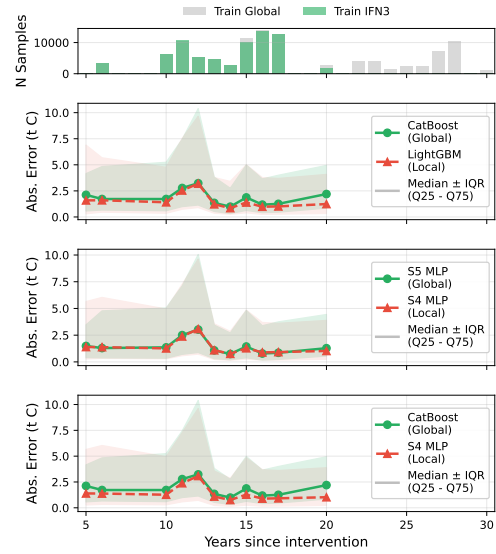 Train Global
Train IFN3
N Samples
10000
0
Abs. Error (t C)
10.0
7.5
5.0
2.5
0.0
CatBoost
(Global)
LightGBM
(Local)
Median ± IQR
(Q25 - Q75)
Abs. Error (t C)
10.0
7.5
5.0
2.5
0.0
S5 MLP
(Global)
S4 MLP
(Local)
Median ± IQR
(Q25 - Q75)
Abs. Error (t C)
10.0
7.5
5.0
2.5
0.0
CatBoost
(Global)
S4 MLP
(Local)
Median ± IQR
(Q25 - Q75)
5 10 15 20 25 30
Years since intervention